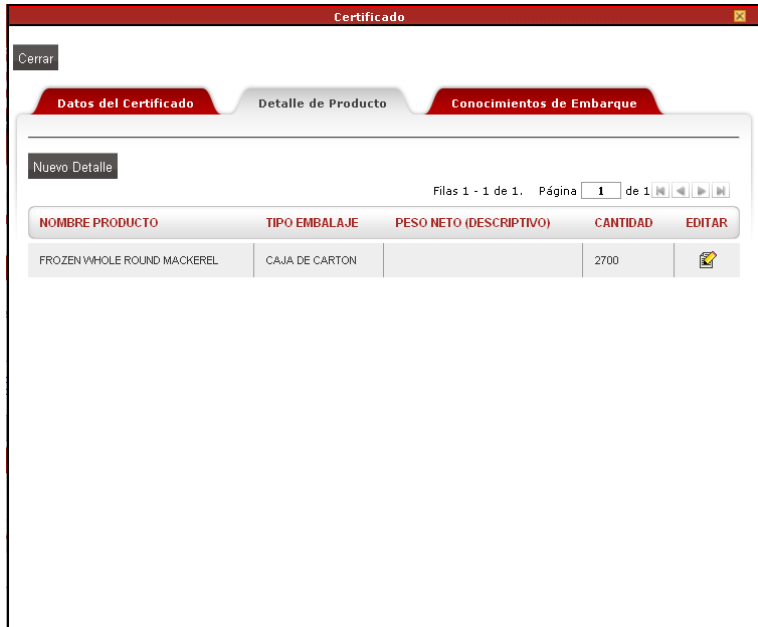 Certificado
Cerrar
Datos del Certificado Detalle de Producto Conocimientos de Embarque
Nuevo Detalle
Filas 1 - 1 de 1. Página 1 de 1
NOMBRE PRODUCTO TIPO EMBALAJE PESO NETO (DESCRIPTIVO) CANTIDAD EDITAR
FROZEN WHOLE ROUND MACKEREL CAJA DE CARTON 2700